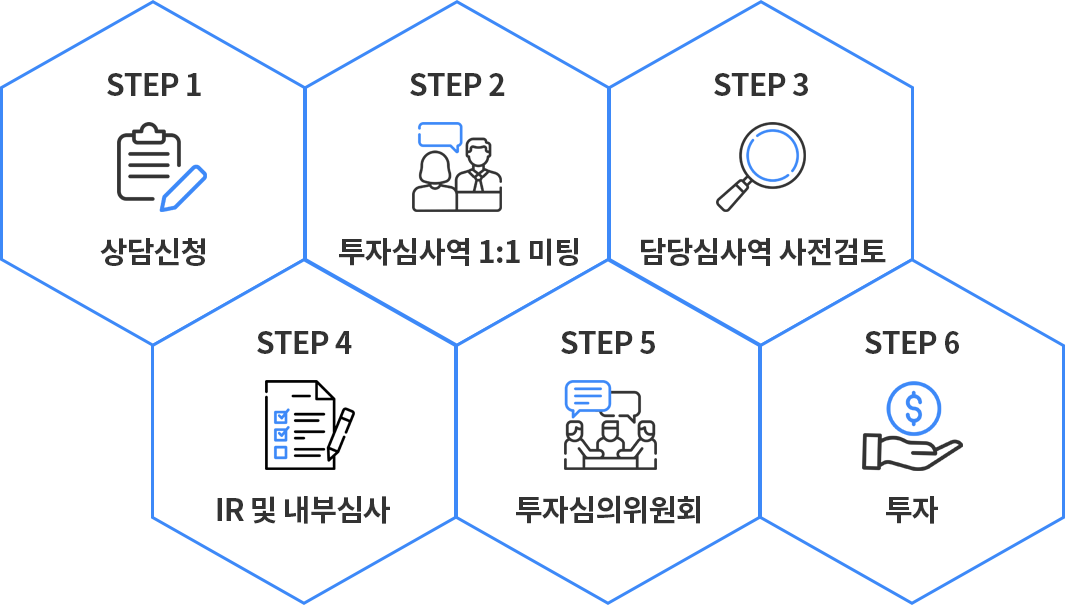 STEP 1
상담신청
STEP 2
투자심사역 1:1 미팅
STEP 3
담당심사역 사전검토
STEP 4
IR 및 내부심사
STEP 5
투자심의위원회
STEP 6
$
투자